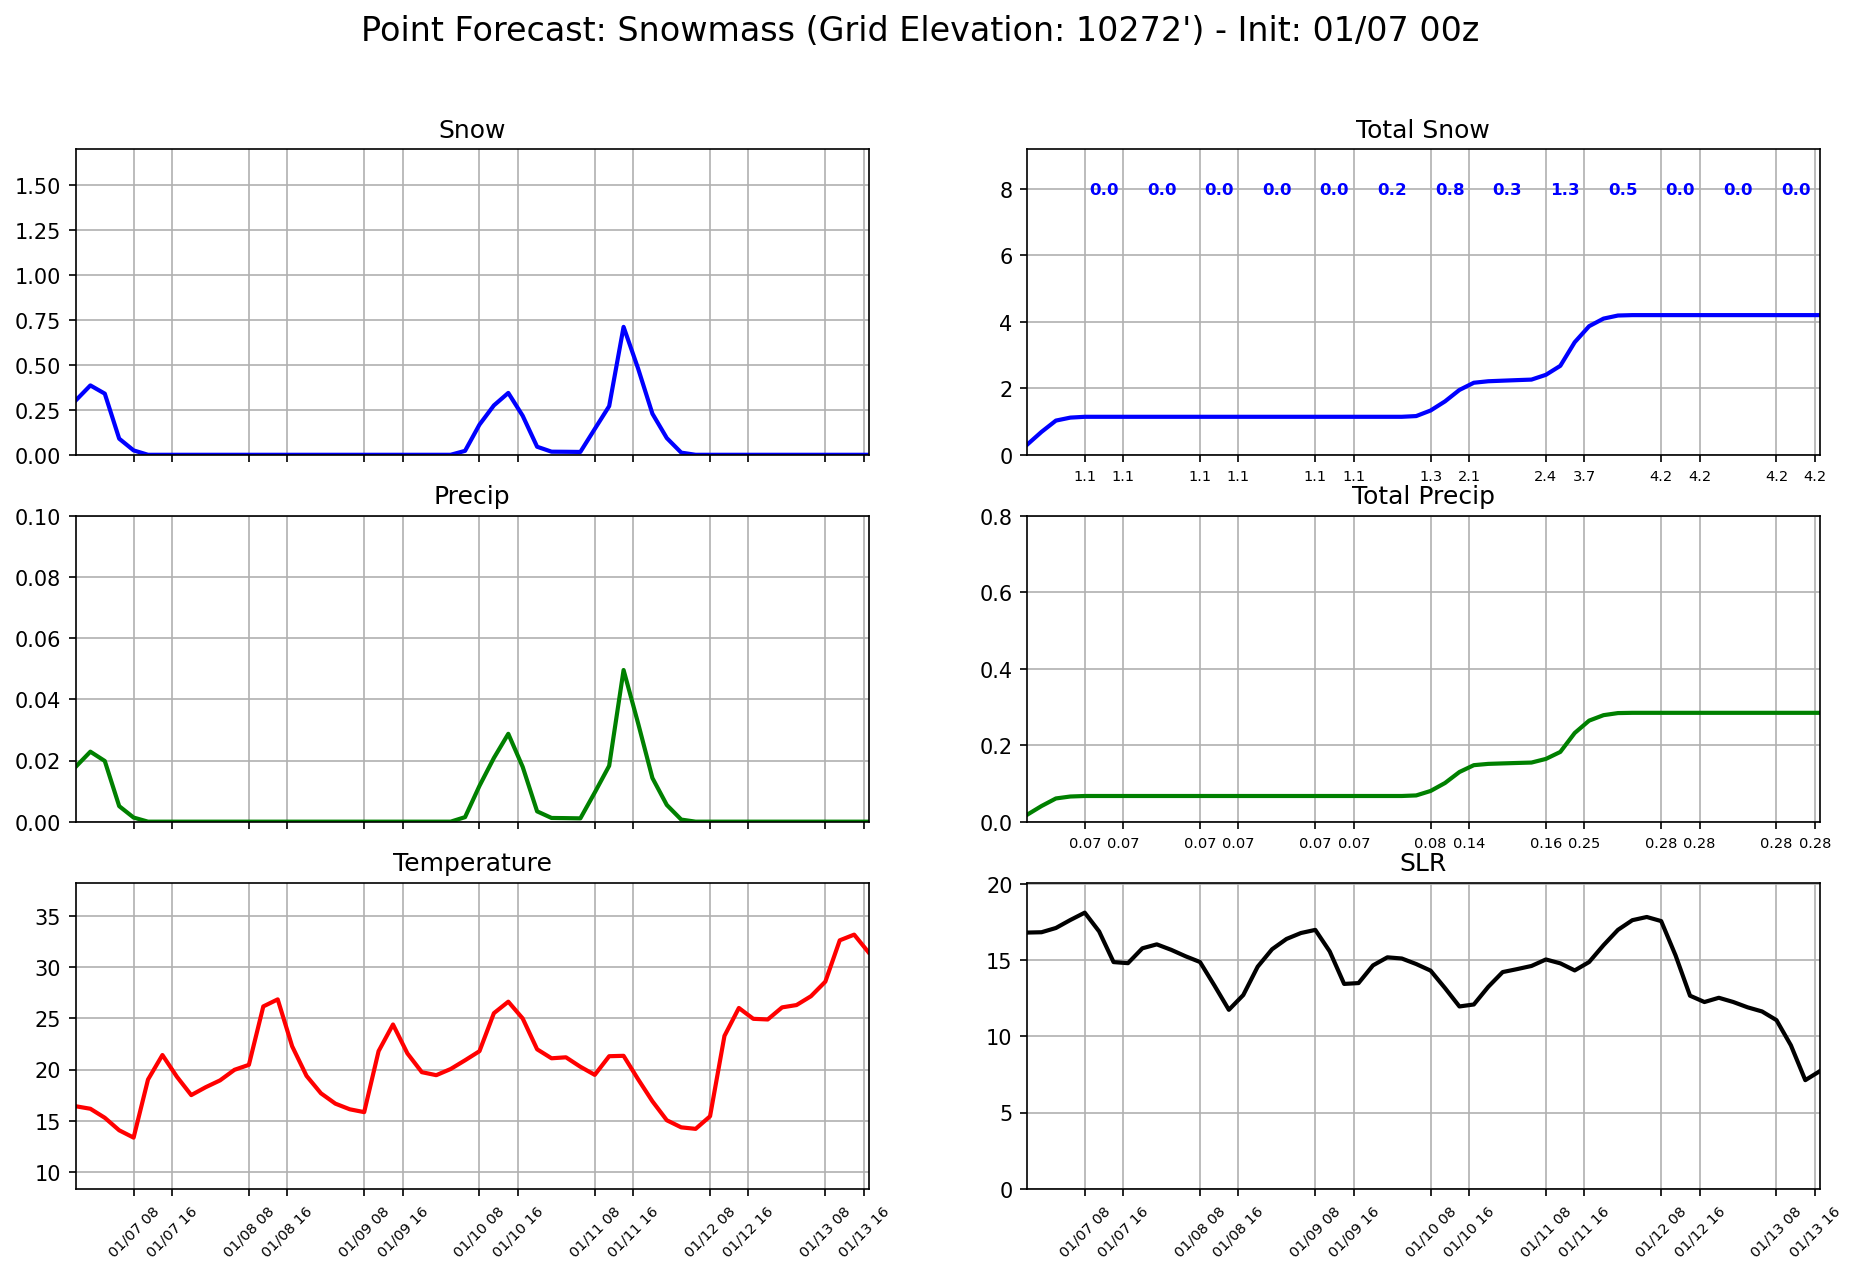 Point Forecast: Snowmass (Grid Elevation: 10272') - Init: 01/07 00z
Snow
1.50
1.25
1.00
0.75
0.50
0.25
0.00
Total Snow
8
6
4
2
0
0.0 0.0 0.0 0.0 0.0 0.2 0.8 0.3 1.3 0.5 0.0 0.0 0.0
1.1 1.1 1.1 1.1 1.1 1.1 1.3 2.1 2.4 3.7 4.2 4.2 4.2 4.2
Precip
0.10
0.08
0.06
0.04
0.02
0.00
Total Precip
0.8
0.6
0.4
0.2
0.0
0.07 0.07 0.07 0.07 0.07 0.07 0.08 0.14 0.16 0.25 0.28 0.28 0.28 0.28
Temperature
35
30
25
20
15
10
01/07 08 01/07 16 01/08 08 01/08 16 01/09 08 01/09 16 01/10 08 01/10 16 01/11 08 01/11 16 01/12 08 01/12 16 01/13 08 01/13 16
SLR
20
15
10
5
0
01/07 08 01/07 16 01/08 08 01/08 16 01/09 08 01/09 16 01/10 08 01/10 16 01/11 08 01/11 16 01/12 08 01/12 16 01/13 08 01/13 16